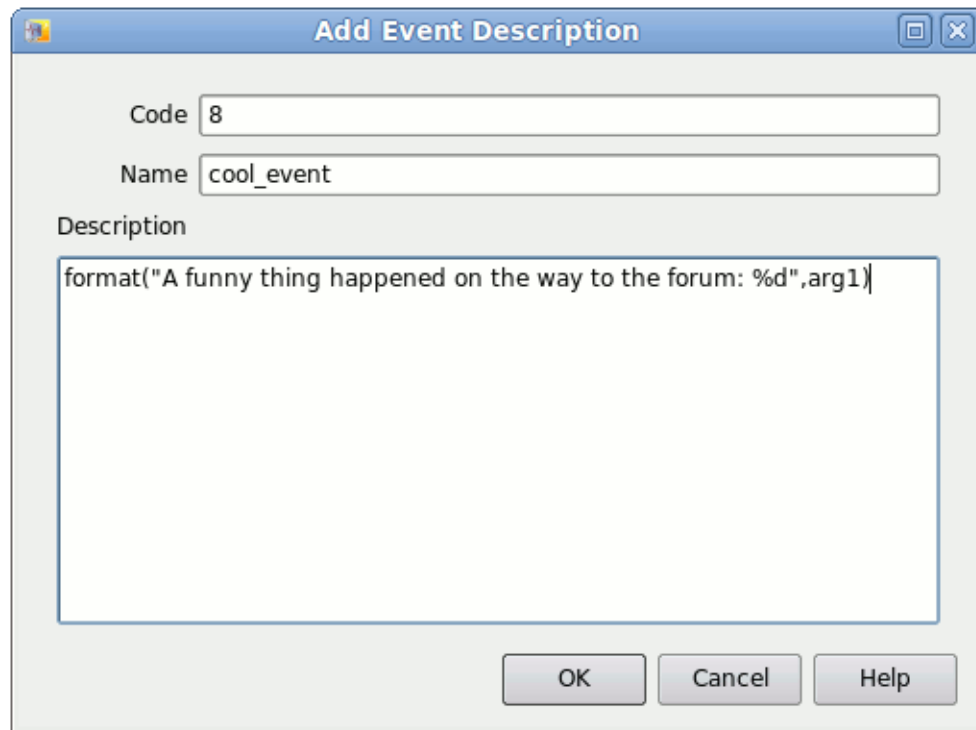 Add Event Description
Code 8
Name cool_event
Description
format("A funny thing happened on the way to the forum: %d",arg1)
OK Cancel Help